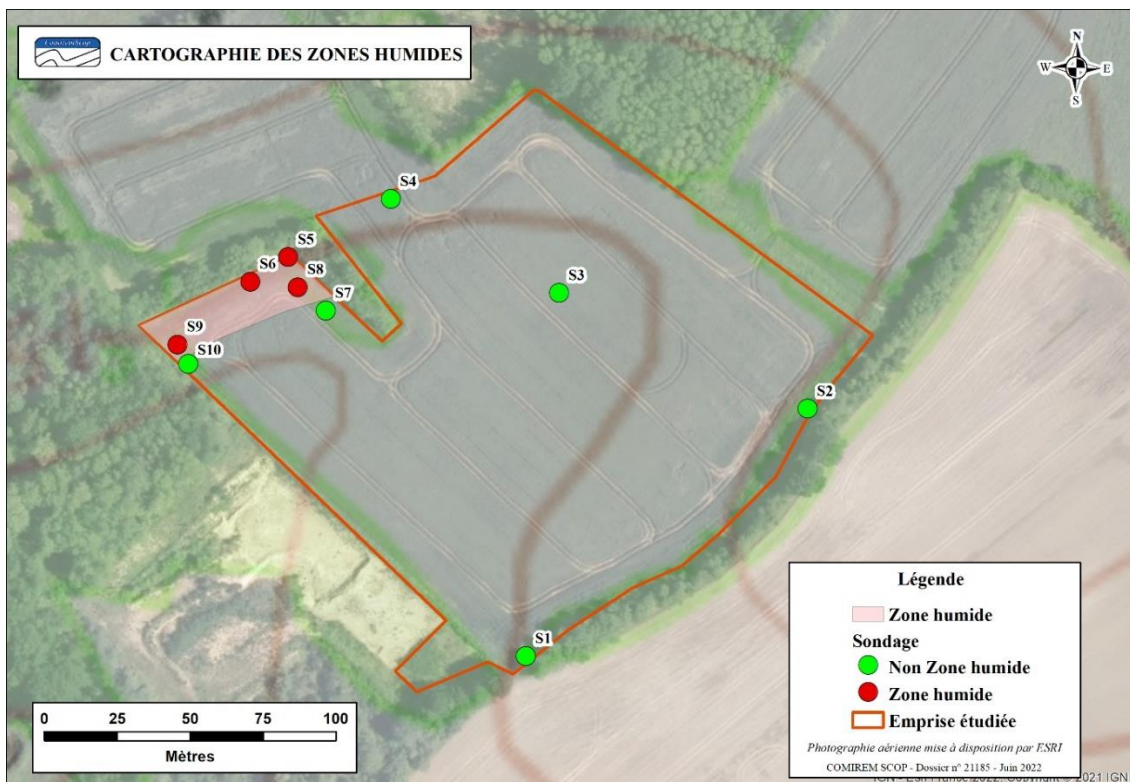 CARTOGRAPHIE DES ZONES HUMIDES
N
W E
S
S4
S5
S6
S8
S3
S7
S9
S10
S2
S1
Légende
Zone humide
Sondage
Non Zone humide
Zone humide
Emprise étudiée
Photographie aérienne mise à disposition par ESRI
COMIREM SCOP - Dossier n° 21185 - Juin 2022
0 25 50 75 100
Mètres
© 2021 IGN